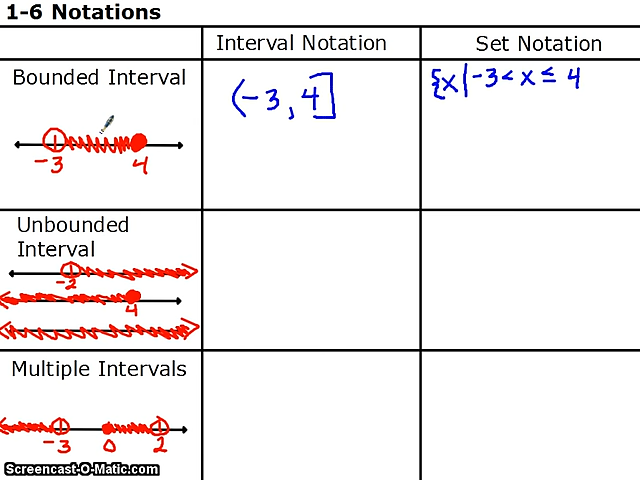 1-6 Notations
Interval Notation
Set Notation
Bounded Interval
(-3, 4]
{x|-3 < x ≤ 4
-3 4
Unbounded
Interval
-2
4
Multiple Intervals
-3 0 2
Screencast-O-Matic.com